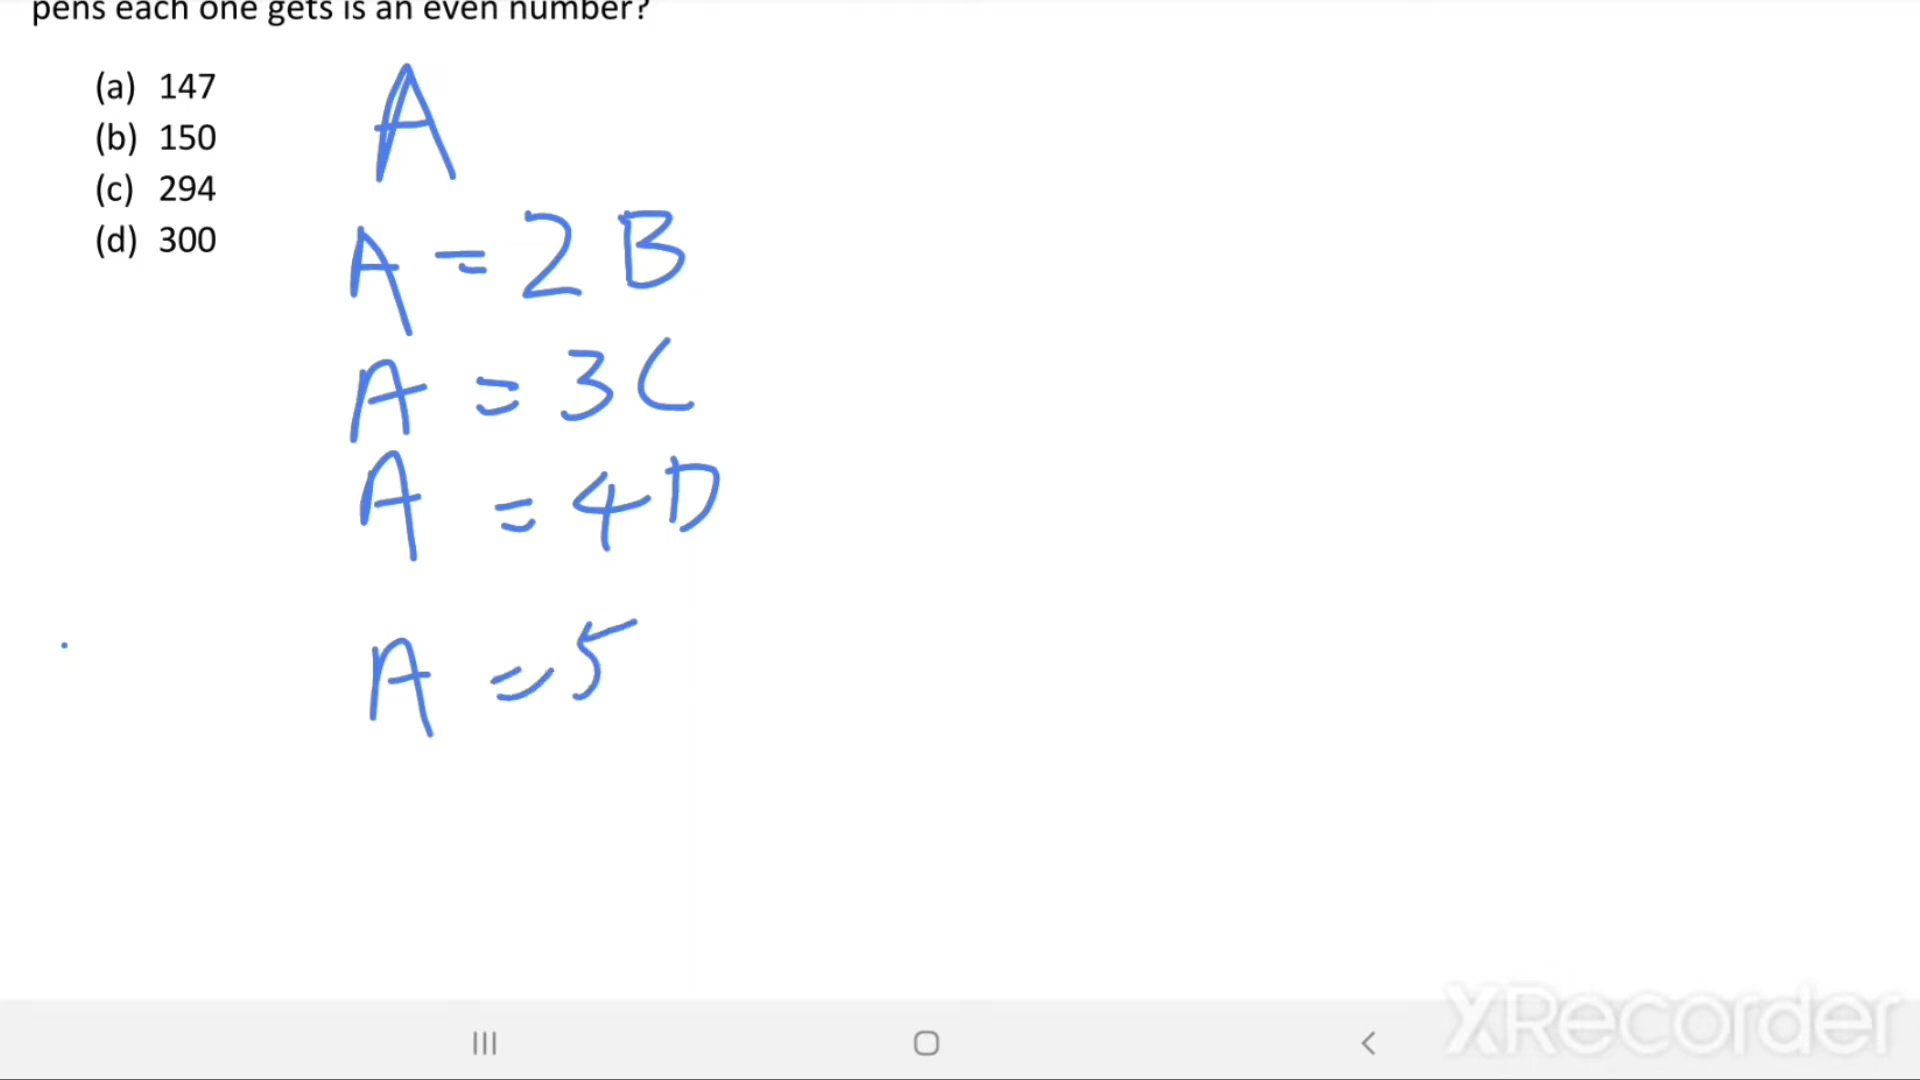 pens each one gets is an even number?
(a) 147
(b) 150
(c) 294
(d) 300
A
A = 2B
A = 3C
A = 4D
A = 5
XRecorder